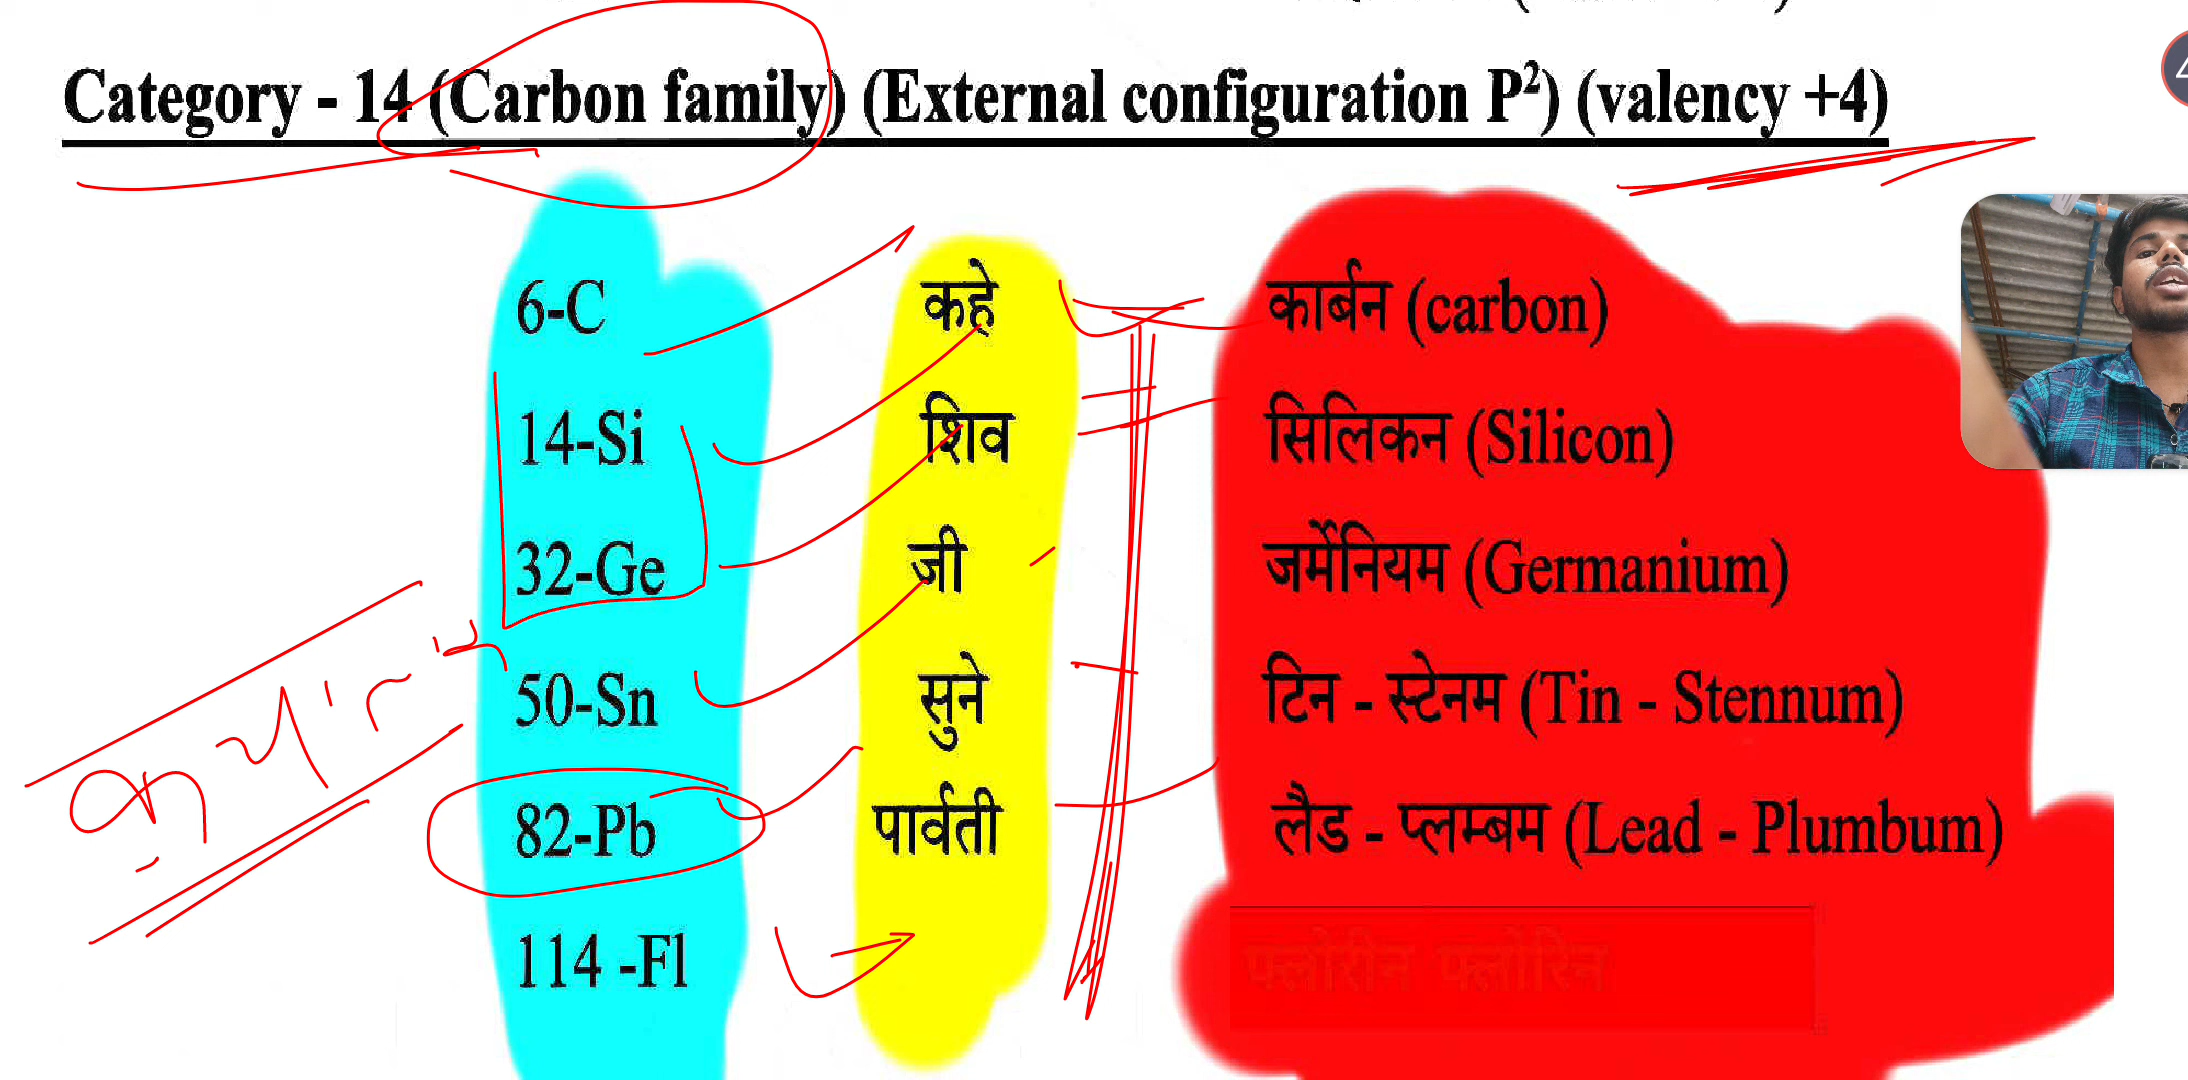 Category - 14 (Carbon family) (External configuration P²) (valency +4)
6-C कहे कार्बन (carbon)
14-Si शिव सिलिकन (Silicon)
32-Ge जी जर्मेनियम (Germanium)
50-Sn सुने टिन - स्टेनम (Tin - Stennum)
82-Pb पार्वती लैड - प्लम्बम (Lead - Plumbum)
114 -Fl फ्लोरीन फ्लोरिन